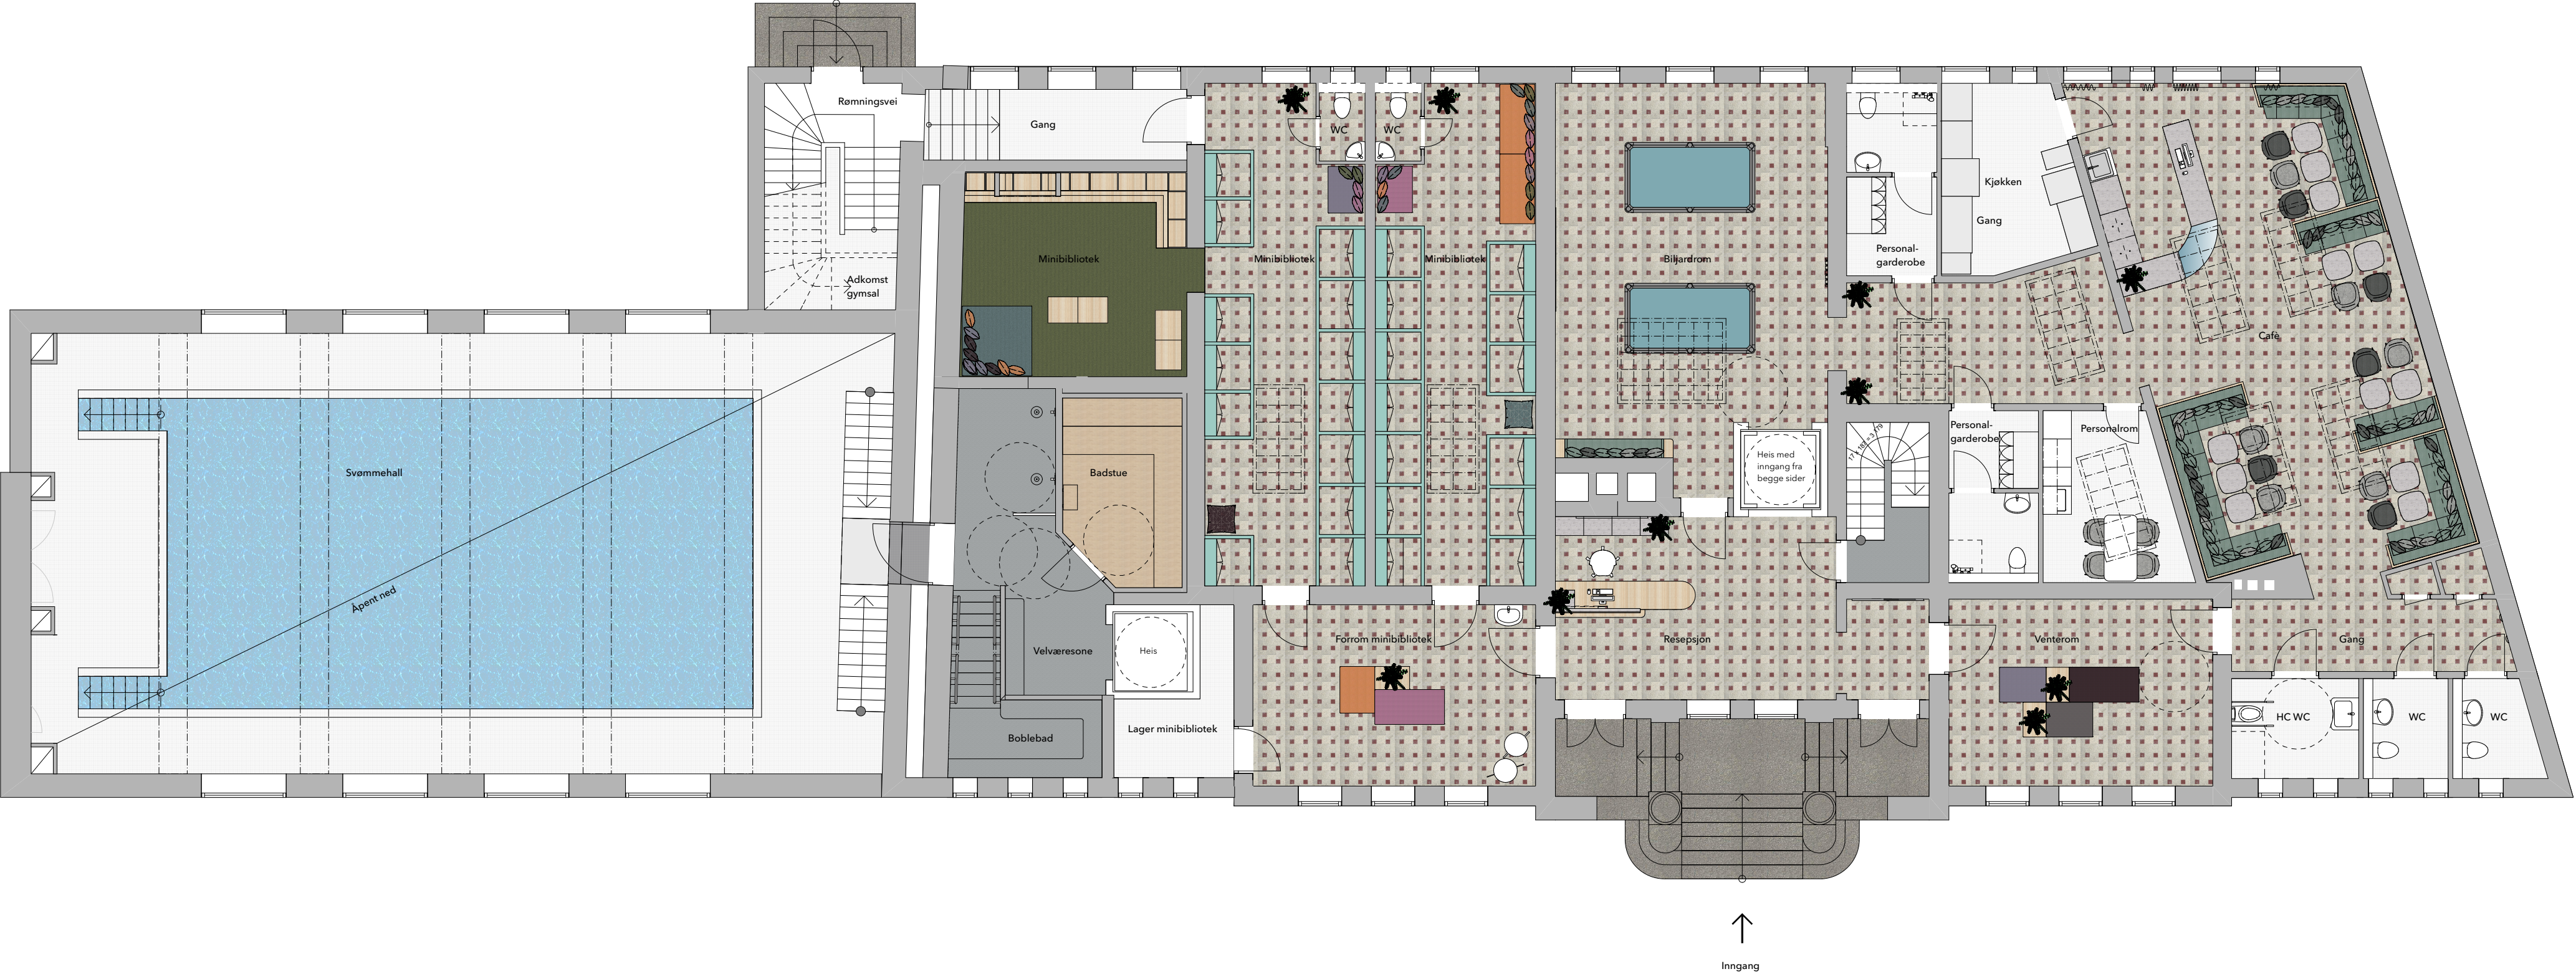 Rømningsvei
Gang
WC
WC
Kjøkken
Gang
Personal-
garderobe
Minibibliotek
Minibibliotek
Minibibliotek
Biljardrom
Adkomst
gymsal
Cafè
Svømmehall
Badstue
Heis med
inngang fra
begge sider
Personal-
garderobe
Personalrom
Åpent ned
Velværesone
Heis
Forrom minibibliotek
Resepsjon
Venterom
Gang
Lager minibibliotek
Boblebad
HC WC
WC
WC
Inngang